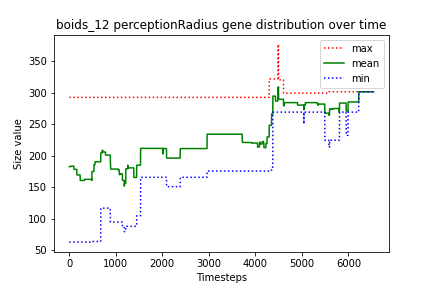 boids_12 perceptionRadius gene distribution over time
max
mean
min
350
300
250
200
150
100
50
Size value
0 1000 2000 3000 4000 5000 6000
Timesteps